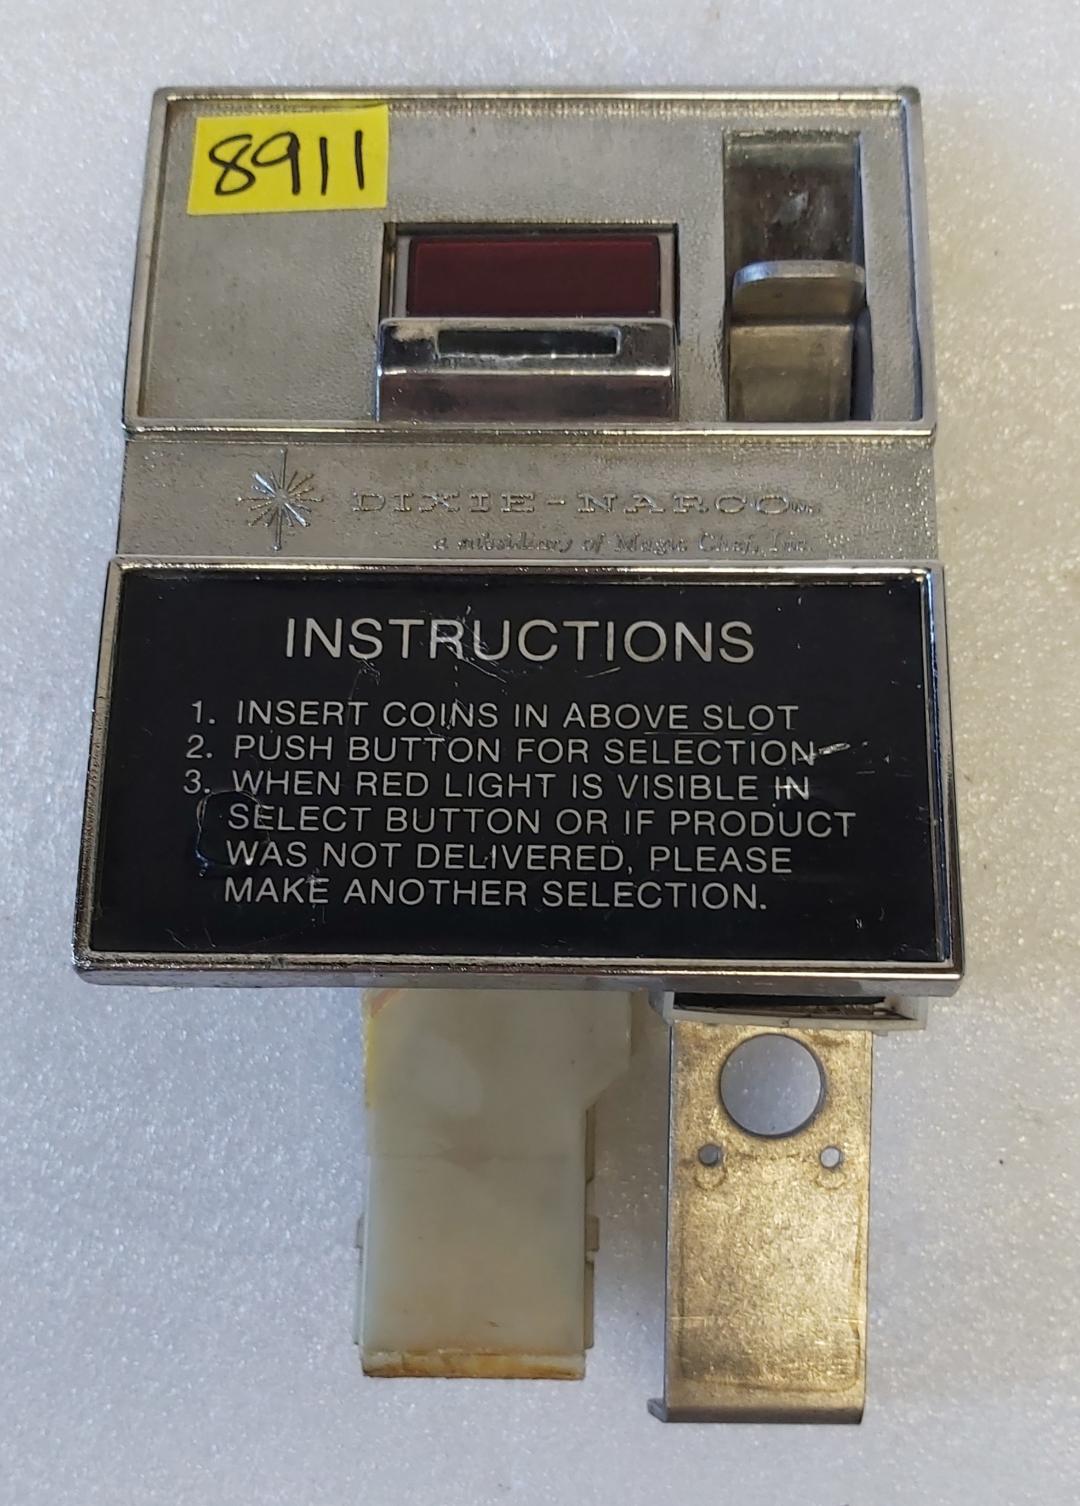 8911
DIXIE-NARCO
a subsidiary of Magic Chef, Inc.
INSTRUCTIONS
1. INSERT COINS IN ABOVE SLOT
2. PUSH BUTTON FOR SELECTION
3. WHEN RED LIGHT IS VISIBLE IN
SELECT BUTTON OR IF PRODUCT
WAS NOT DELIVERED, PLEASE
MAKE ANOTHER SELECTION.